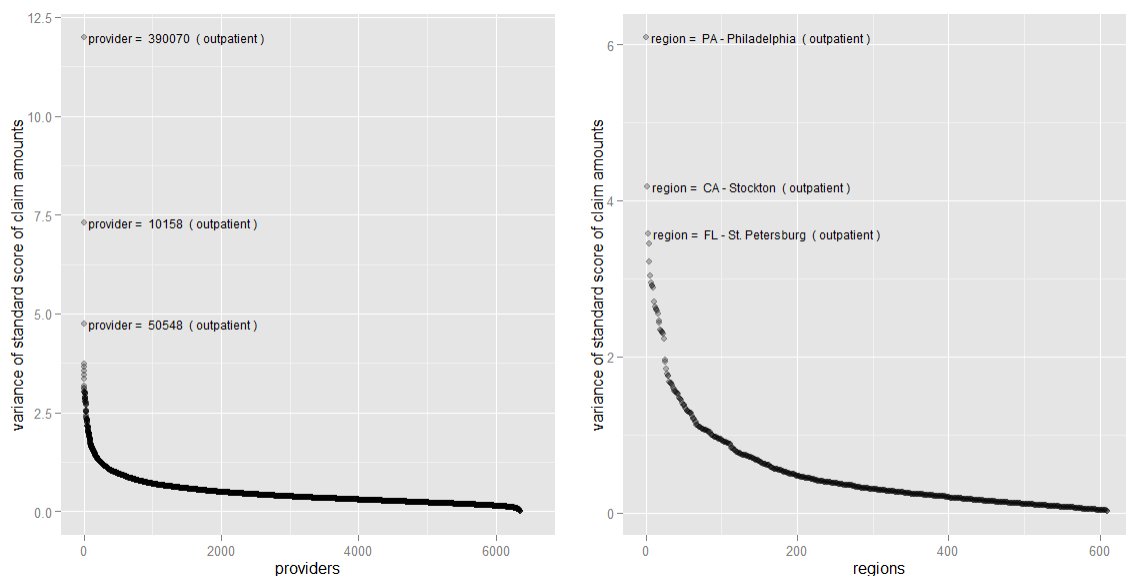 12.5
10.0
7.5
5.0
2.5
0.0
variance of standard score of claim amounts
provider = 390070 ( outpatient )
provider = 10158 ( outpatient )
provider = 50548 ( outpatient )
0 2000 4000 6000
providers
6
4
2
0
variance of standard score of claim amounts
region = PA - Philadelphia ( outpatient )
region = CA - Stockton ( outpatient )
region = FL - St. Petersburg ( outpatient )
0 200 400 600
regions